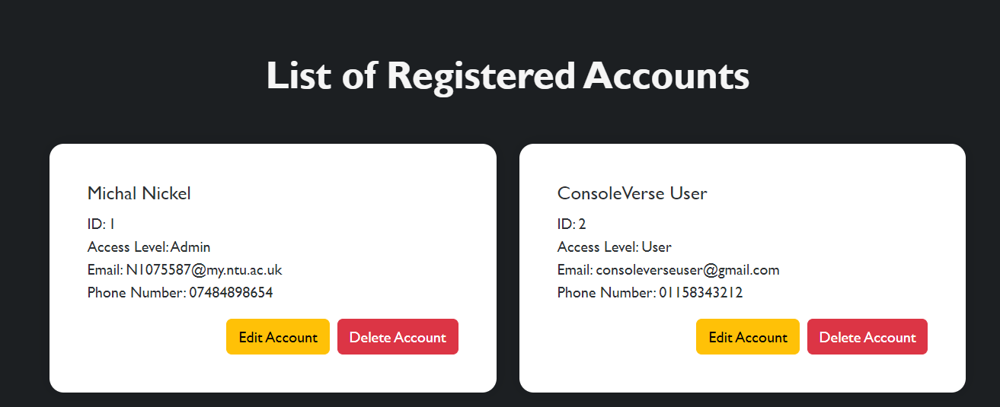 List of Registered Accounts
Michal Nickel
ID: 1
Access Level: Admin
Email: N1075587@my.ntu.ac.uk
Phone Number: 07484898654
Edit Account
Delete Account
ConsoleVerse User
ID: 2
Access Level: User
Email: consoleverseuser@gmail.com
Phone Number: 01158343212
Edit Account
Delete Account